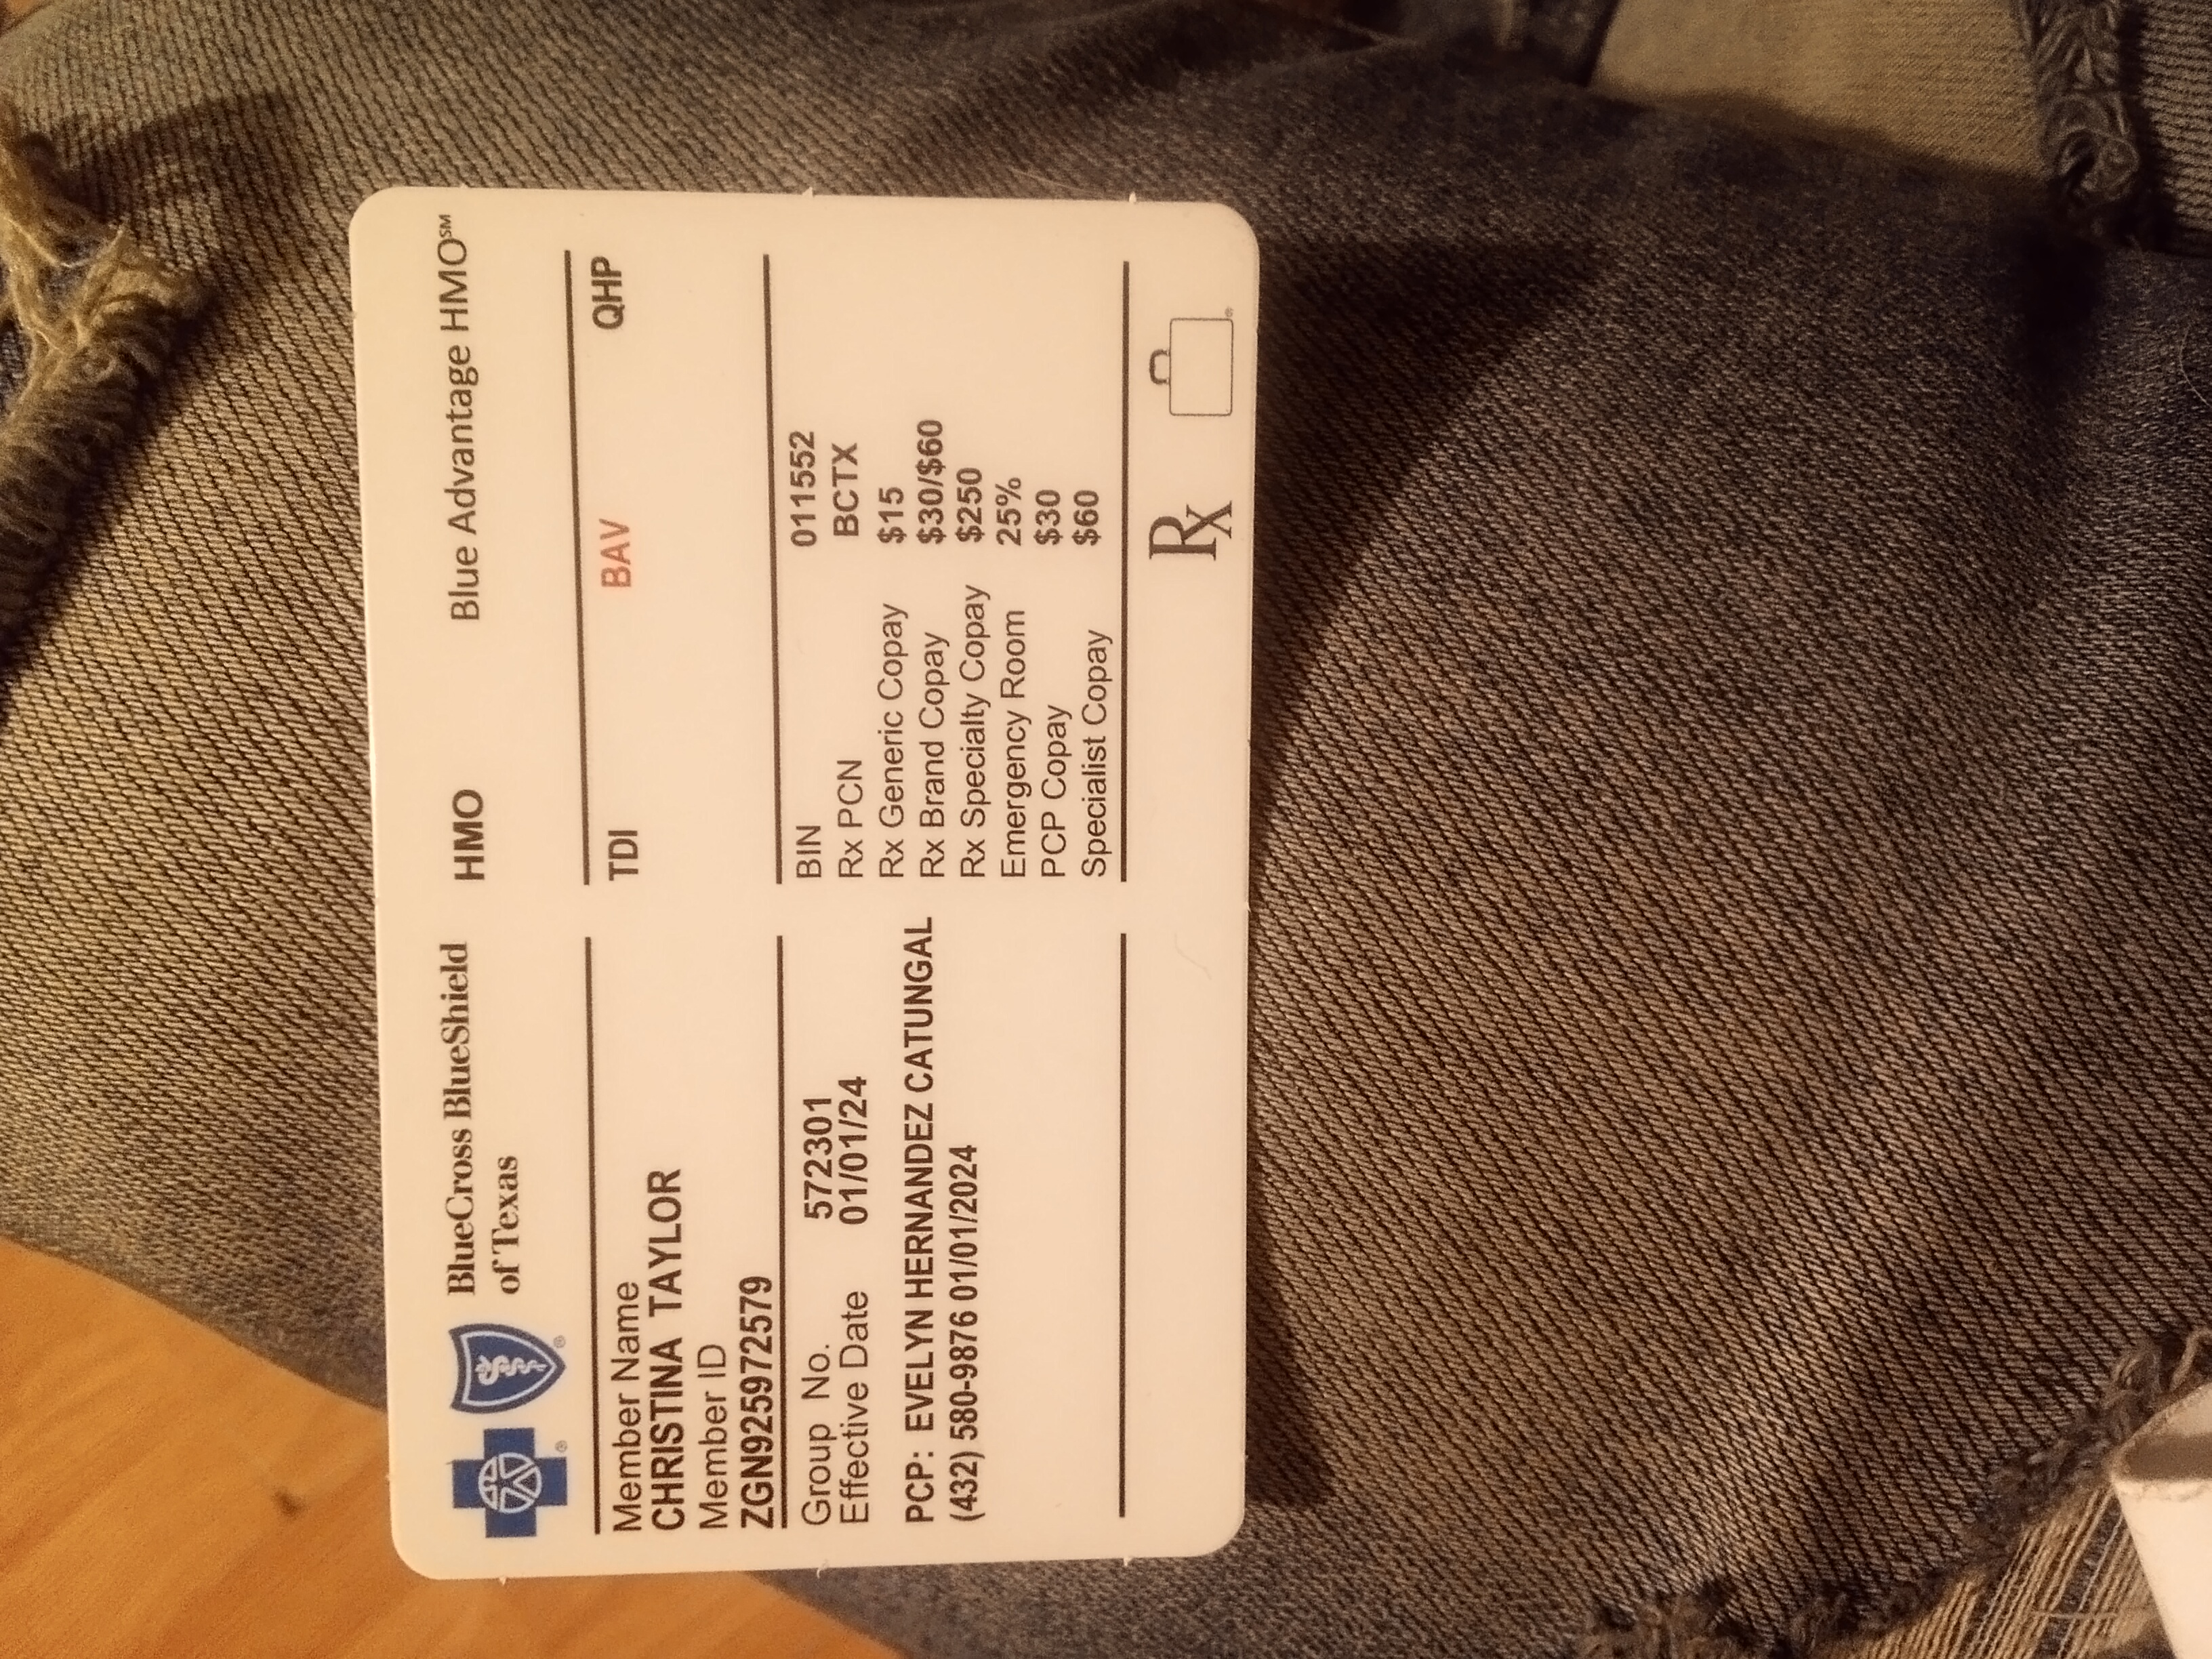 BlueCross BlueShield
of Texas
HMO
Blue Advantage HMO℠
Member Name
CHRISTINA TAYLOR
Member ID
ZGN925972579
TDI BAV QHP
Group No. 572301
Effective Date 01/01/24
PCP: EVELYN HERNANDEZ CATUNGAL
(432) 580-9876 01/01/2024
BIN 011552
Rx PCN BCTX
Rx Generic Copay $15
Rx Brand Copay $30/$60
Rx Specialty Copay $250
Emergency Room 25%
PCP Copay $30
Specialist Copay $60
Rx